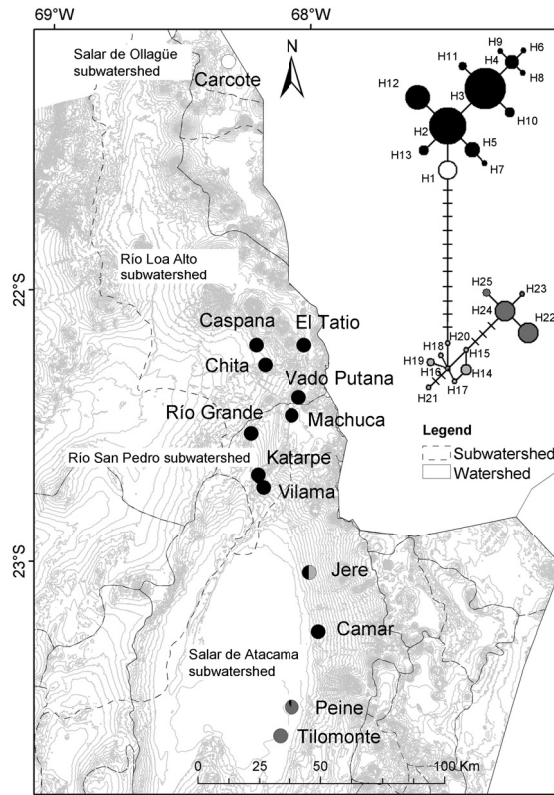 69°W
68°W
Salar de Ollagüe
subwatershed
Carcote
N
H9
H6
H11
H4
H8
H12
H3
H10
H2
H5
H13
H7
H1
Río Loa Alto
subwatershed
22°S
H25
H23
H24
H22
H20
H18
H15
H19
H14
H16
H17
H21
Caspana
El Tatio
Chita
Vado Putana
Río Grande
Machuca
Legend
Subwatershed
Watershed
Río San Pedro subwatershed
Katarpe
Vilama
23°S
Jere
Camar
Salar de Atacama
subwatershed
Peine
Tilomonte
0 25 50 100 Km